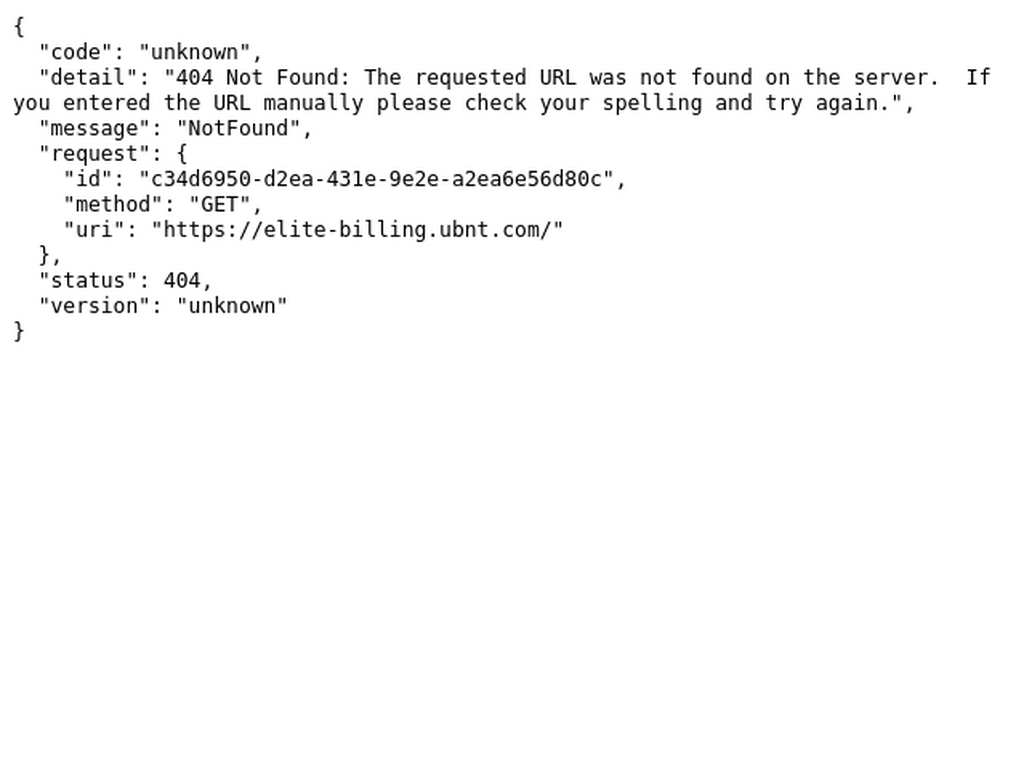 {
  "code": "unknown",
  "detail": "404 Not Found: The requested URL was not found on the server.  If
you entered the URL manually please check your spelling and try again.",
  "message": "NotFound",
  "request": {
    "id": "c34d6950-d2ea-431e-9e2e-a2ea6e56d80c",
    "method": "GET",
    "uri": "https://elite-billing.ubnt.com/"
  },
  "status": 404,
  "version": "unknown"
}